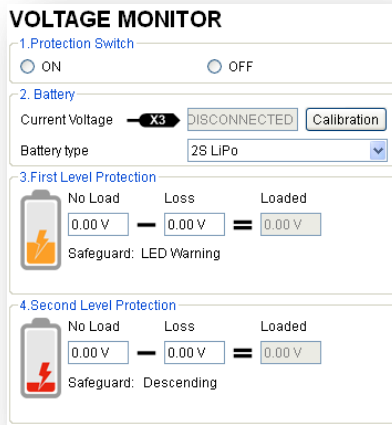 VOLTAGE MONITOR
1.Protection Switch
ON OFF
2. Battery
Current Voltage X3 DISCONNECTED Calibration
Battery type 2S LiPo
3.First Level Protection
No Load Loss Loaded
0.00 V 0.00 V 0.00 V
Safeguard: LED Warning
4.Second Level Protection
No Load Loss Loaded
0.00 V 0.00 V 0.00 V
Safeguard: Descending